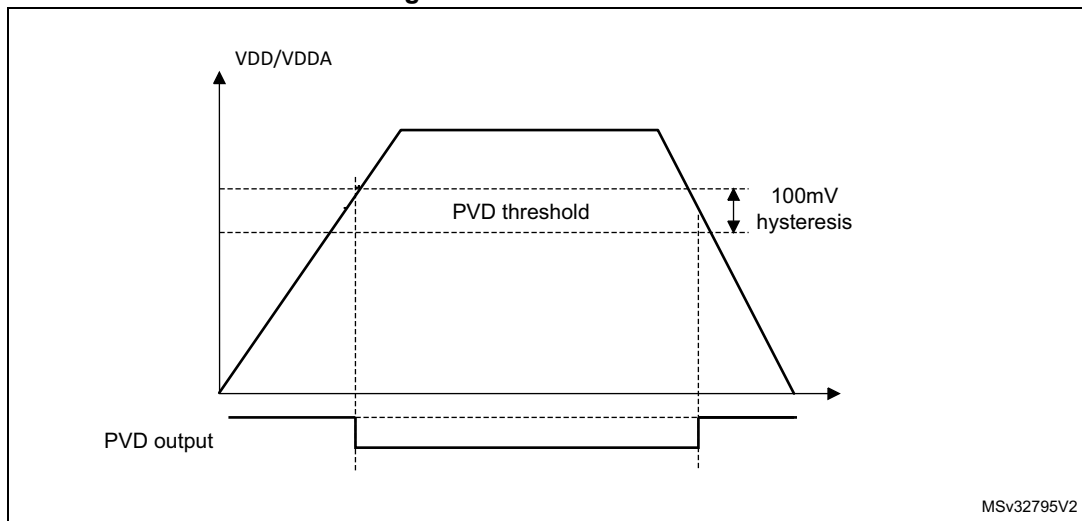 VDD/VDDA
PVD threshold
100mV
hysteresis
PVD output
MSv32795V2